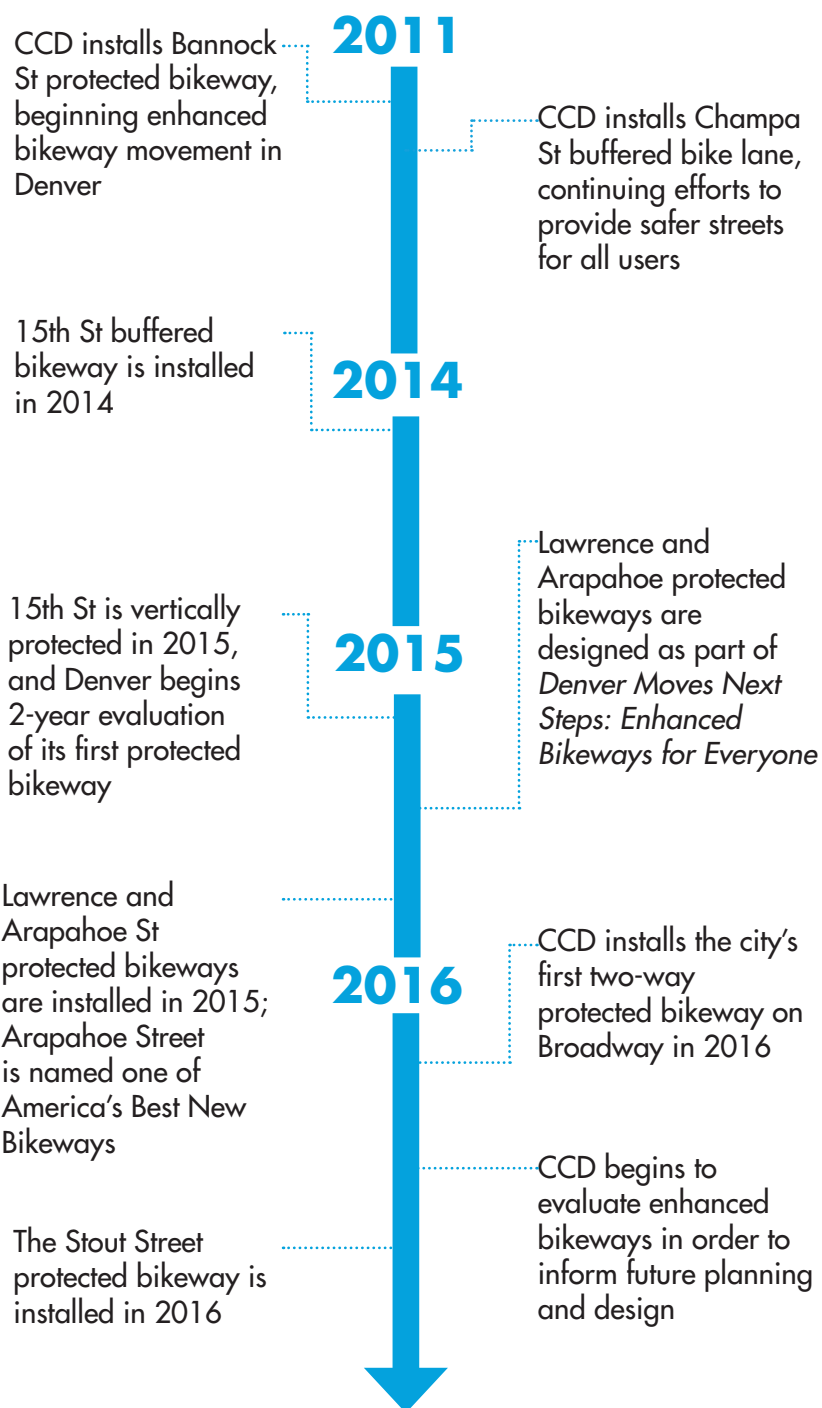 2011
CCD installs Bannock
St protected bikeway,
beginning enhanced
bikeway movement in
Denver
CCD installs Champa
St buffered bike lane,
continuing efforts to
provide safer streets
for all users
15th St buffered
bikeway is installed
in 2014
2014
15th St is vertically
protected in 2015,
and Denver begins
2-year evaluation
of its first protected
bikeway
2015
Lawrence and
Arapahoe protected
bikeways are
designed as part of
Denver Moves Next
Steps: Enhanced
Bikeways for Everyone
Lawrence and
Arapahoe St
protected bikeways
are installed in 2015;
Arapahoe Street
is named one of
America's Best New
Bikeways
2016
CCD installs the city's
first two-way
protected bikeway on
Broadway in 2016
CCD begins to
evaluate enhanced
bikeways in order to
inform future planning
and design
The Stout Street
protected bikeway is
installed in 2016